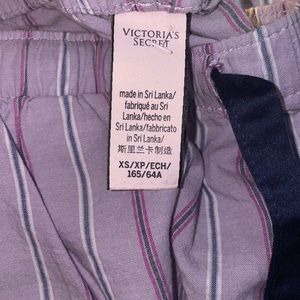 VICTORIA'S
SECRET
made in Sri Lanka/
fabriqué au Sri
Lanka/hecho en
Sri Lanka/fabbricato
in Sri Lanka/
斯里兰卡制造
XS/XP/ECH/
165/64A